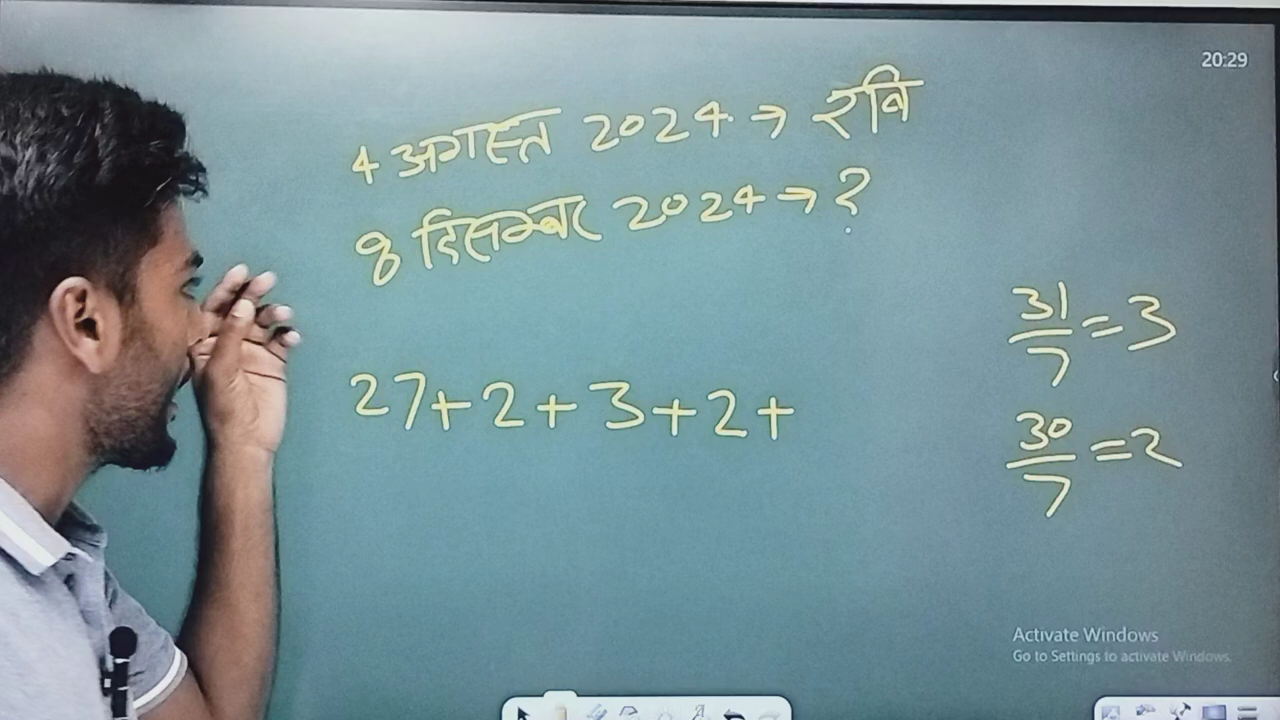 20:29
4 अगस्त 2024 → रवि
8 दिसम्बर 2024 → ?
31/7 = 3
27+2+3+2+
30/7 = 2
Activate Windows
Go to Settings to activate Windows.